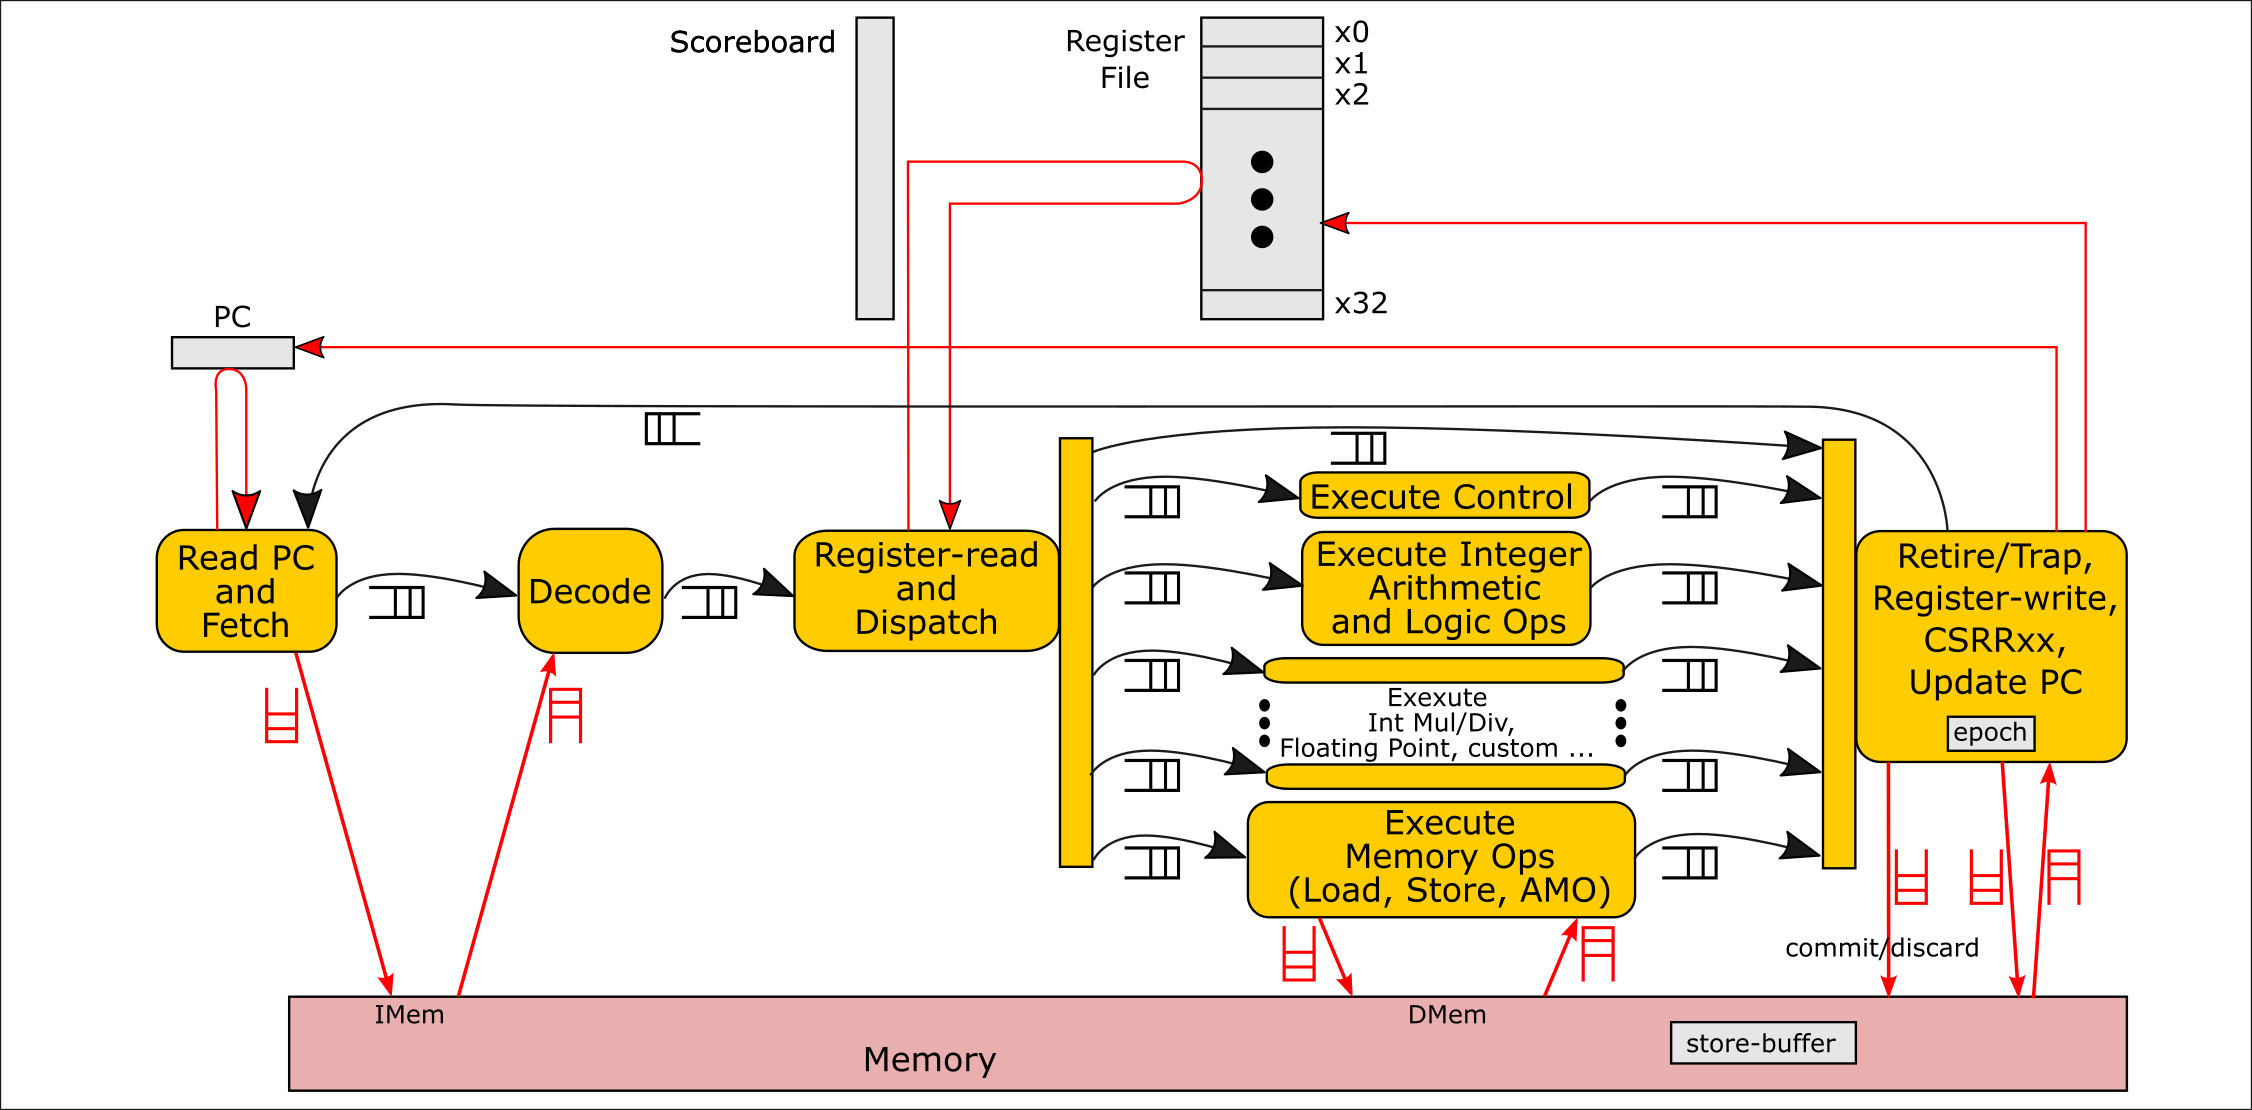 Scoreboard
Register
File
x0
x1
x2
x32
PC
Read PC
and
Fetch
Decode
Register-read
and
Dispatch
Execute Control
Execute Integer
Arithmetic
and Logic Ops
Exexute
Int Mul/Div,
Floating Point, custom ...
Execute
Memory Ops
(Load, Store, AMO)
Retire/Trap,
Register-write,
CSRRxx,
Update PC
epoch
commit/discard
IMem
DMem
store-buffer
Memory